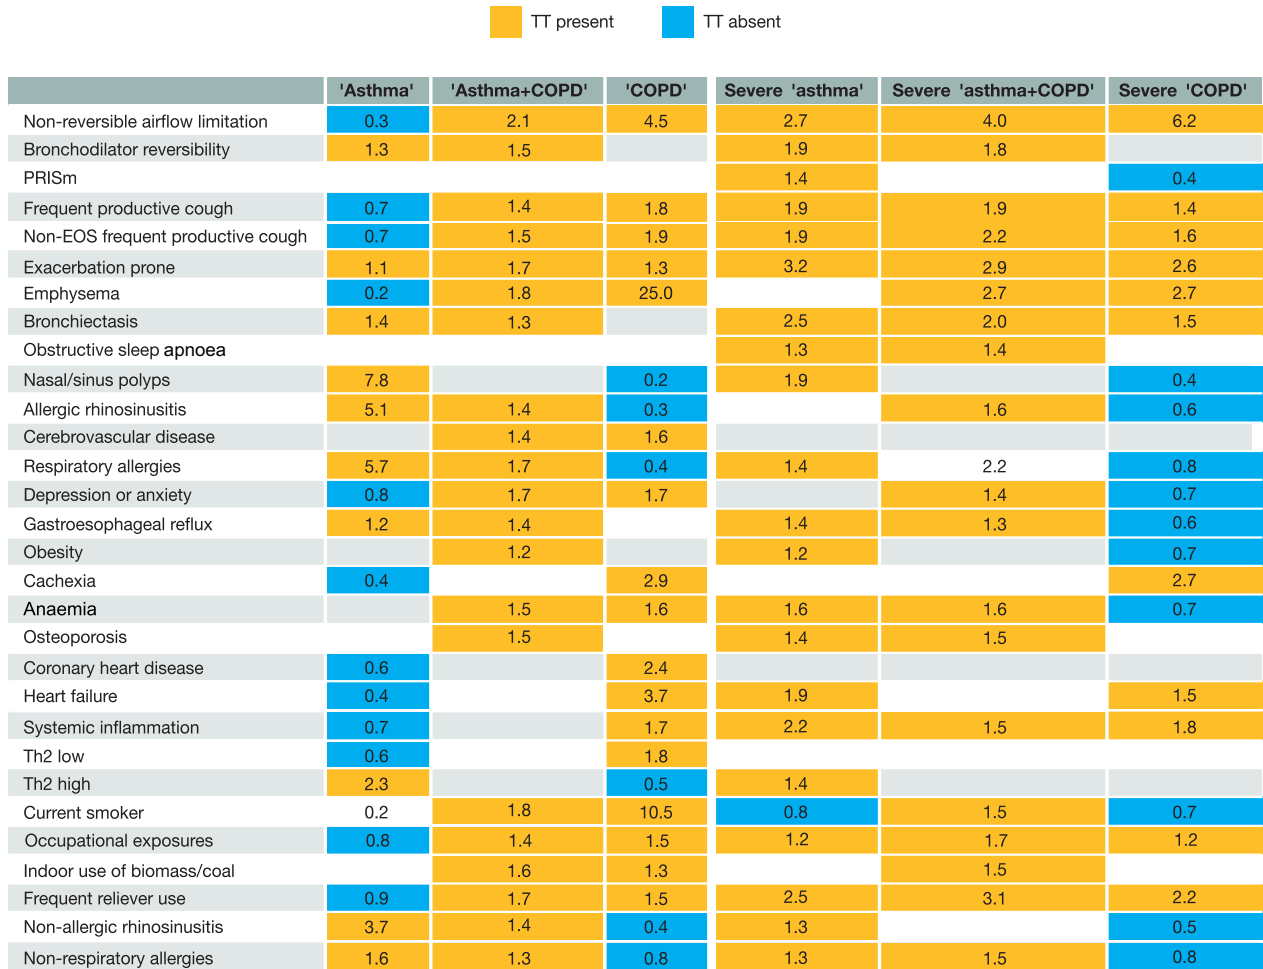 TT present TT absent
'Asthma' 'Asthma+COPD' 'COPD' Severe 'asthma' Severe 'asthma+COPD' Severe 'COPD'
Non-reversible airflow limitation 0.3 2.1 4.5 2.7 4.0 6.2
Bronchodilator reversibility 1.3 1.5 1.9 1.8
PRISm 1.4 0.4
Frequent productive cough 0.7 1.4 1.8 1.9 1.9 1.4
Non-EOS frequent productive cough 0.7 1.5 1.9 1.9 2.2 1.6
Exacerbation prone 1.1 1.7 1.3 3.2 2.9 2.6
Emphysema 0.2 1.8 25.0 2.7 2.7
Bronchiectasis 1.4 1.3 2.5 2.0 1.5
Obstructive sleep apnoea 1.3 1.4
Nasal/sinus polyps 7.8 0.2 1.9 0.4
Allergic rhinosinusitis 5.1 1.4 0.3 1.6 0.6
Cerebrovascular disease 1.4 1.6
Respiratory allergies 5.7 1.7 0.4 1.4 2.2 0.8
Depression or anxiety 0.8 1.7 1.7 1.4 0.7
Gastroesophageal reflux 1.2 1.4 1.4 1.3 0.6
Obesity 1.2 1.2 0.7
Cachexia 0.4 2.9 2.7
Anaemia 1.5 1.6 1.6 1.6 0.7
Osteoporosis 1.5 1.4 1.5
Coronary heart disease 0.6 2.4
Heart failure 0.4 3.7 1.9 1.5
Systemic inflammation 0.7 1.7 2.2 1.5 1.8
Th2 low 0.6 1.8
Th2 high 2.3 0.5 1.4
Current smoker 0.2 1.8 10.5 0.8 1.5 0.7
Occupational exposures 0.8 1.4 1.5 1.2 1.7 1.2
Indoor use of biomass/coal 1.6 1.3 1.5
Frequent reliever use 0.9 1.7 1.5 2.5 3.1 2.2
Non-allergic rhinosinusitis 3.7 1.4 0.4 1.3 0.5
Non-respiratory allergies 1.6 1.3 0.8 1.3 1.5 0.8